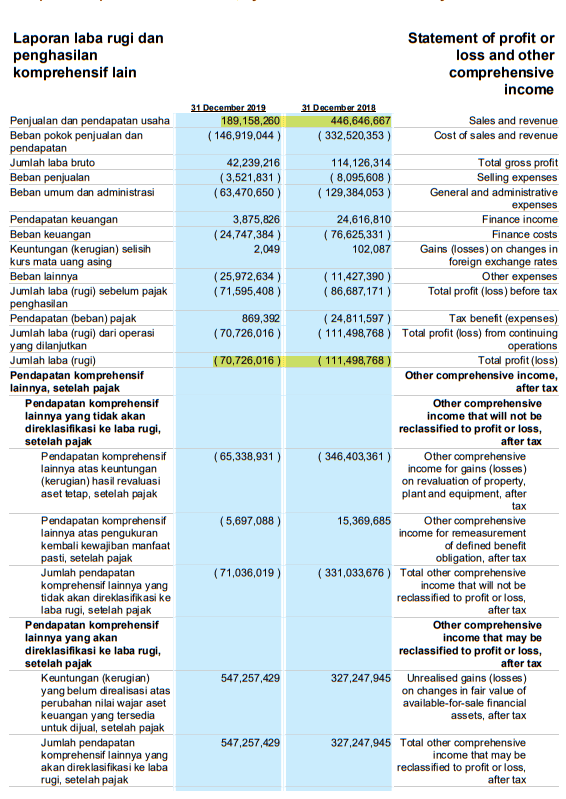 Laporan laba rugi dan
penghasilan
komprehensif lain
Statement of profit or
loss and other
comprehensive
income
31 December 2019 31 December 2018
Penjualan dan pendapatan usaha 189,158,260 446,646,667 Sales and revenue
Beban pokok penjualan dan ( 146,919,044 ) ( 332,520,353 ) Cost of sales and revenue
pendapatan
Jumlah laba bruto 42,239,216 114,126,314 Total gross profit
Beban penjualan ( 3,521,831 ) ( 8,095,608 ) Selling expenses
Beban umum dan administrasi ( 63,470,650 ) ( 129,384,053 ) General and administrative
expenses
Pendapatan keuangan 3,875,826 24,616,810 Finance income
Beban keuangan ( 24,747,384 ) ( 76,625,331 ) Finance costs
Keuntungan (kerugian) selisih 2,049 102,087 Gains (losses) on changes in
kurs mata uang asing foreign exchange rates
Beban lainnya ( 25,972,634 ) ( 11,427,390 ) Other expenses
Jumlah laba (rugi) sebelum pajak ( 71,595,408 ) ( 86,687,171 ) Total profit (loss) before tax
penghasilan
Pendapatan (beban) pajak 869,392 ( 24,811,597 ) Tax benefit (expenses)
Jumlah laba (rugi) dari operasi ( 70,726,016 ) ( 111,498,768 ) Total profit (loss) from continuing
yang dilanjutkan operations
Jumlah laba (rugi) ( 70,726,016 ) ( 111,498,768 ) Total profit (loss)
Pendapatan komprehensif Other comprehensive income,
lainnya, setelah pajak after tax
Pendapatan komprehensif Other comprehensive
lainnya yang tidak akan income that will not be
direklasifikasi ke laba rugi, reclassified to profit or loss,
setelah pajak after tax
Pendapatan komprehensif ( 65,338,931 ) ( 346,403,361 ) Other comprehensive
lainnya atas keuntungan income for gains (losses)
(kerugian) hasil revaluasi on revaluation of property,
aset tetap, setelah pajak plant and equipment, after
tax
Pendapatan komprehensif ( 5,697,088 ) 15,369,685 Other comprehensive
lainnya atas pengukuran income for remeasurement
kembali kewajiban manfaat of defined benefit
pasti, setelah pajak obligation, after tax
Jumlah pendapatan ( 71,036,019 ) ( 331,033,676 ) Total other comprehensive
komprehensif lainnya yang income that will not be
tidak akan direklasifikasi ke reclassified to profit or loss,
laba rugi, setelah pajak after tax
Pendapatan komprehensif Other comprehensive
lainnya yang akan income that may be
direklasifikasi ke laba rugi, reclassified to profit or loss,
setelah pajak after tax
Keuntungan (kerugian) 547,257,429 327,247,945 Unrealised gains (losses)
yang belum direalisasi atas on changes in fair value of
perubahan nilai wajar aset available-for-sale financial
keuangan yang tersedia assets, after tax
untuk dijual, setelah pajak
Jumlah pendapatan 547,257,429 327,247,945 Total other comprehensive
komprehensif lainnya yang income that may be
akan direklasifikasi ke laba reclassified to profit or loss,
rugi, setelah pajak after tax